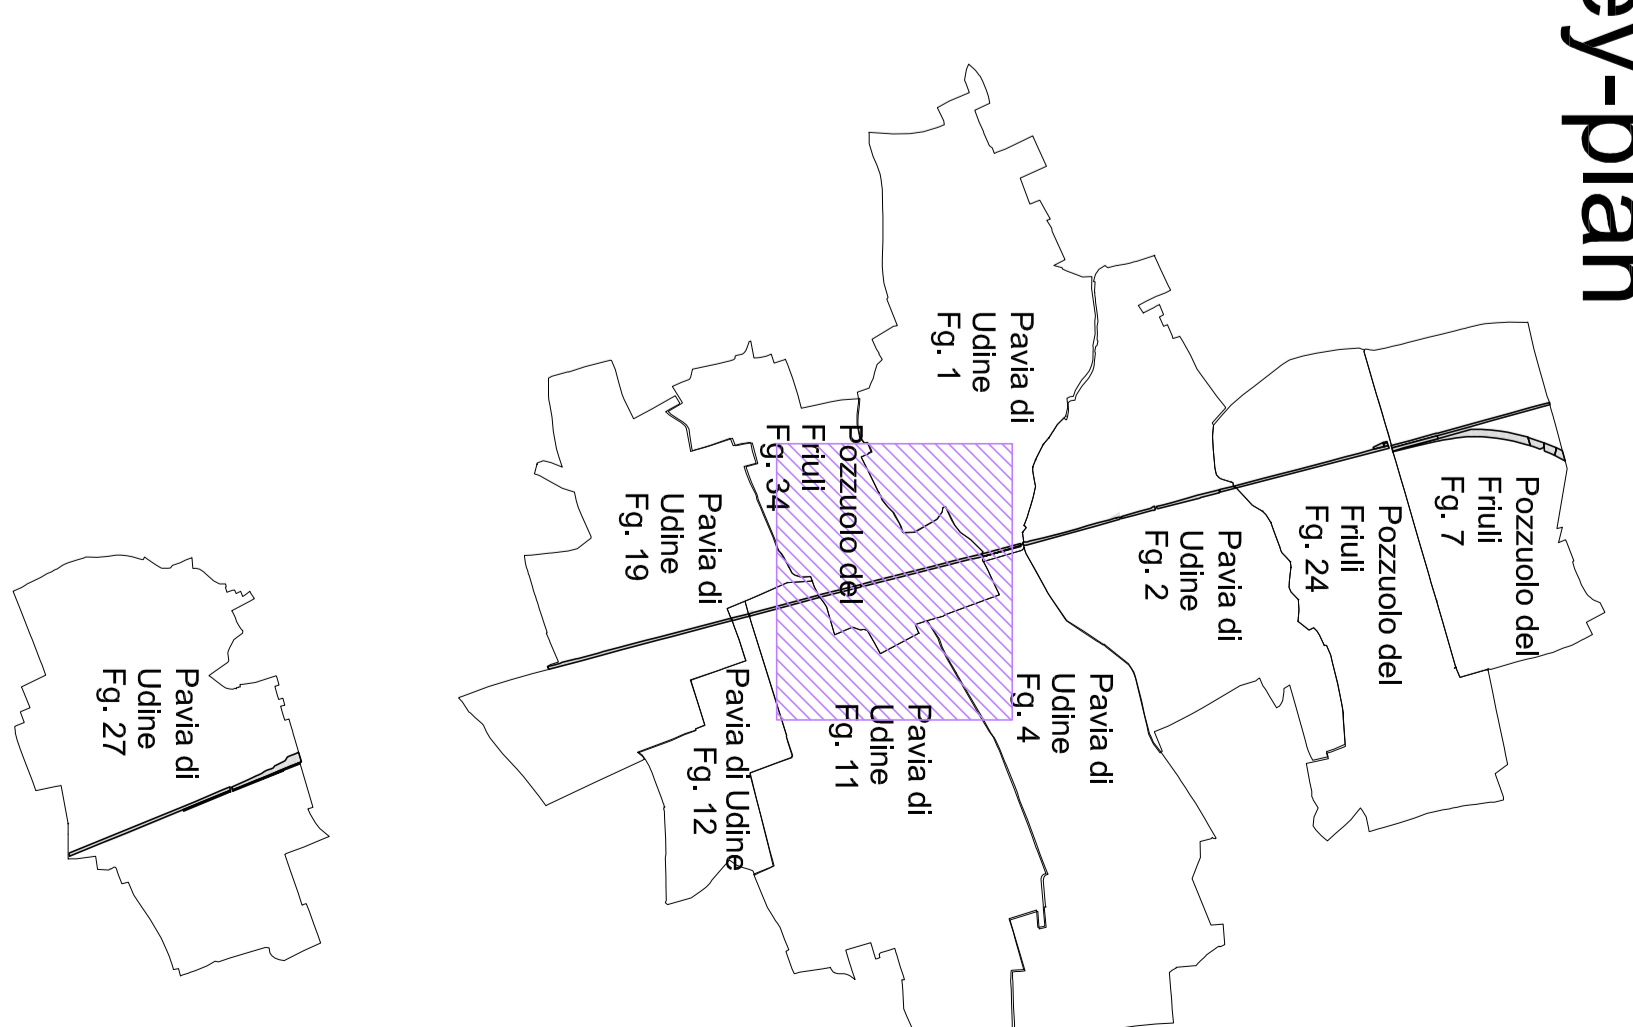 ey-plan
Pozzuolo del
Friuli
Fg. 7
Pozzuolo del
Friuli
Fg. 24
Pavia di
Udine
Fg. 2
Pavia di
Udine
Fg. 4
Pavia di
Udine
Fg. 1
Pavia di
Udine
Fg. 11
Pozzuolo del
Friuli
Fg. 34
Pavia di Udine
Fg. 12
Pavia di
Udine
Fg. 19
Pavia di
Udine
Fg. 27